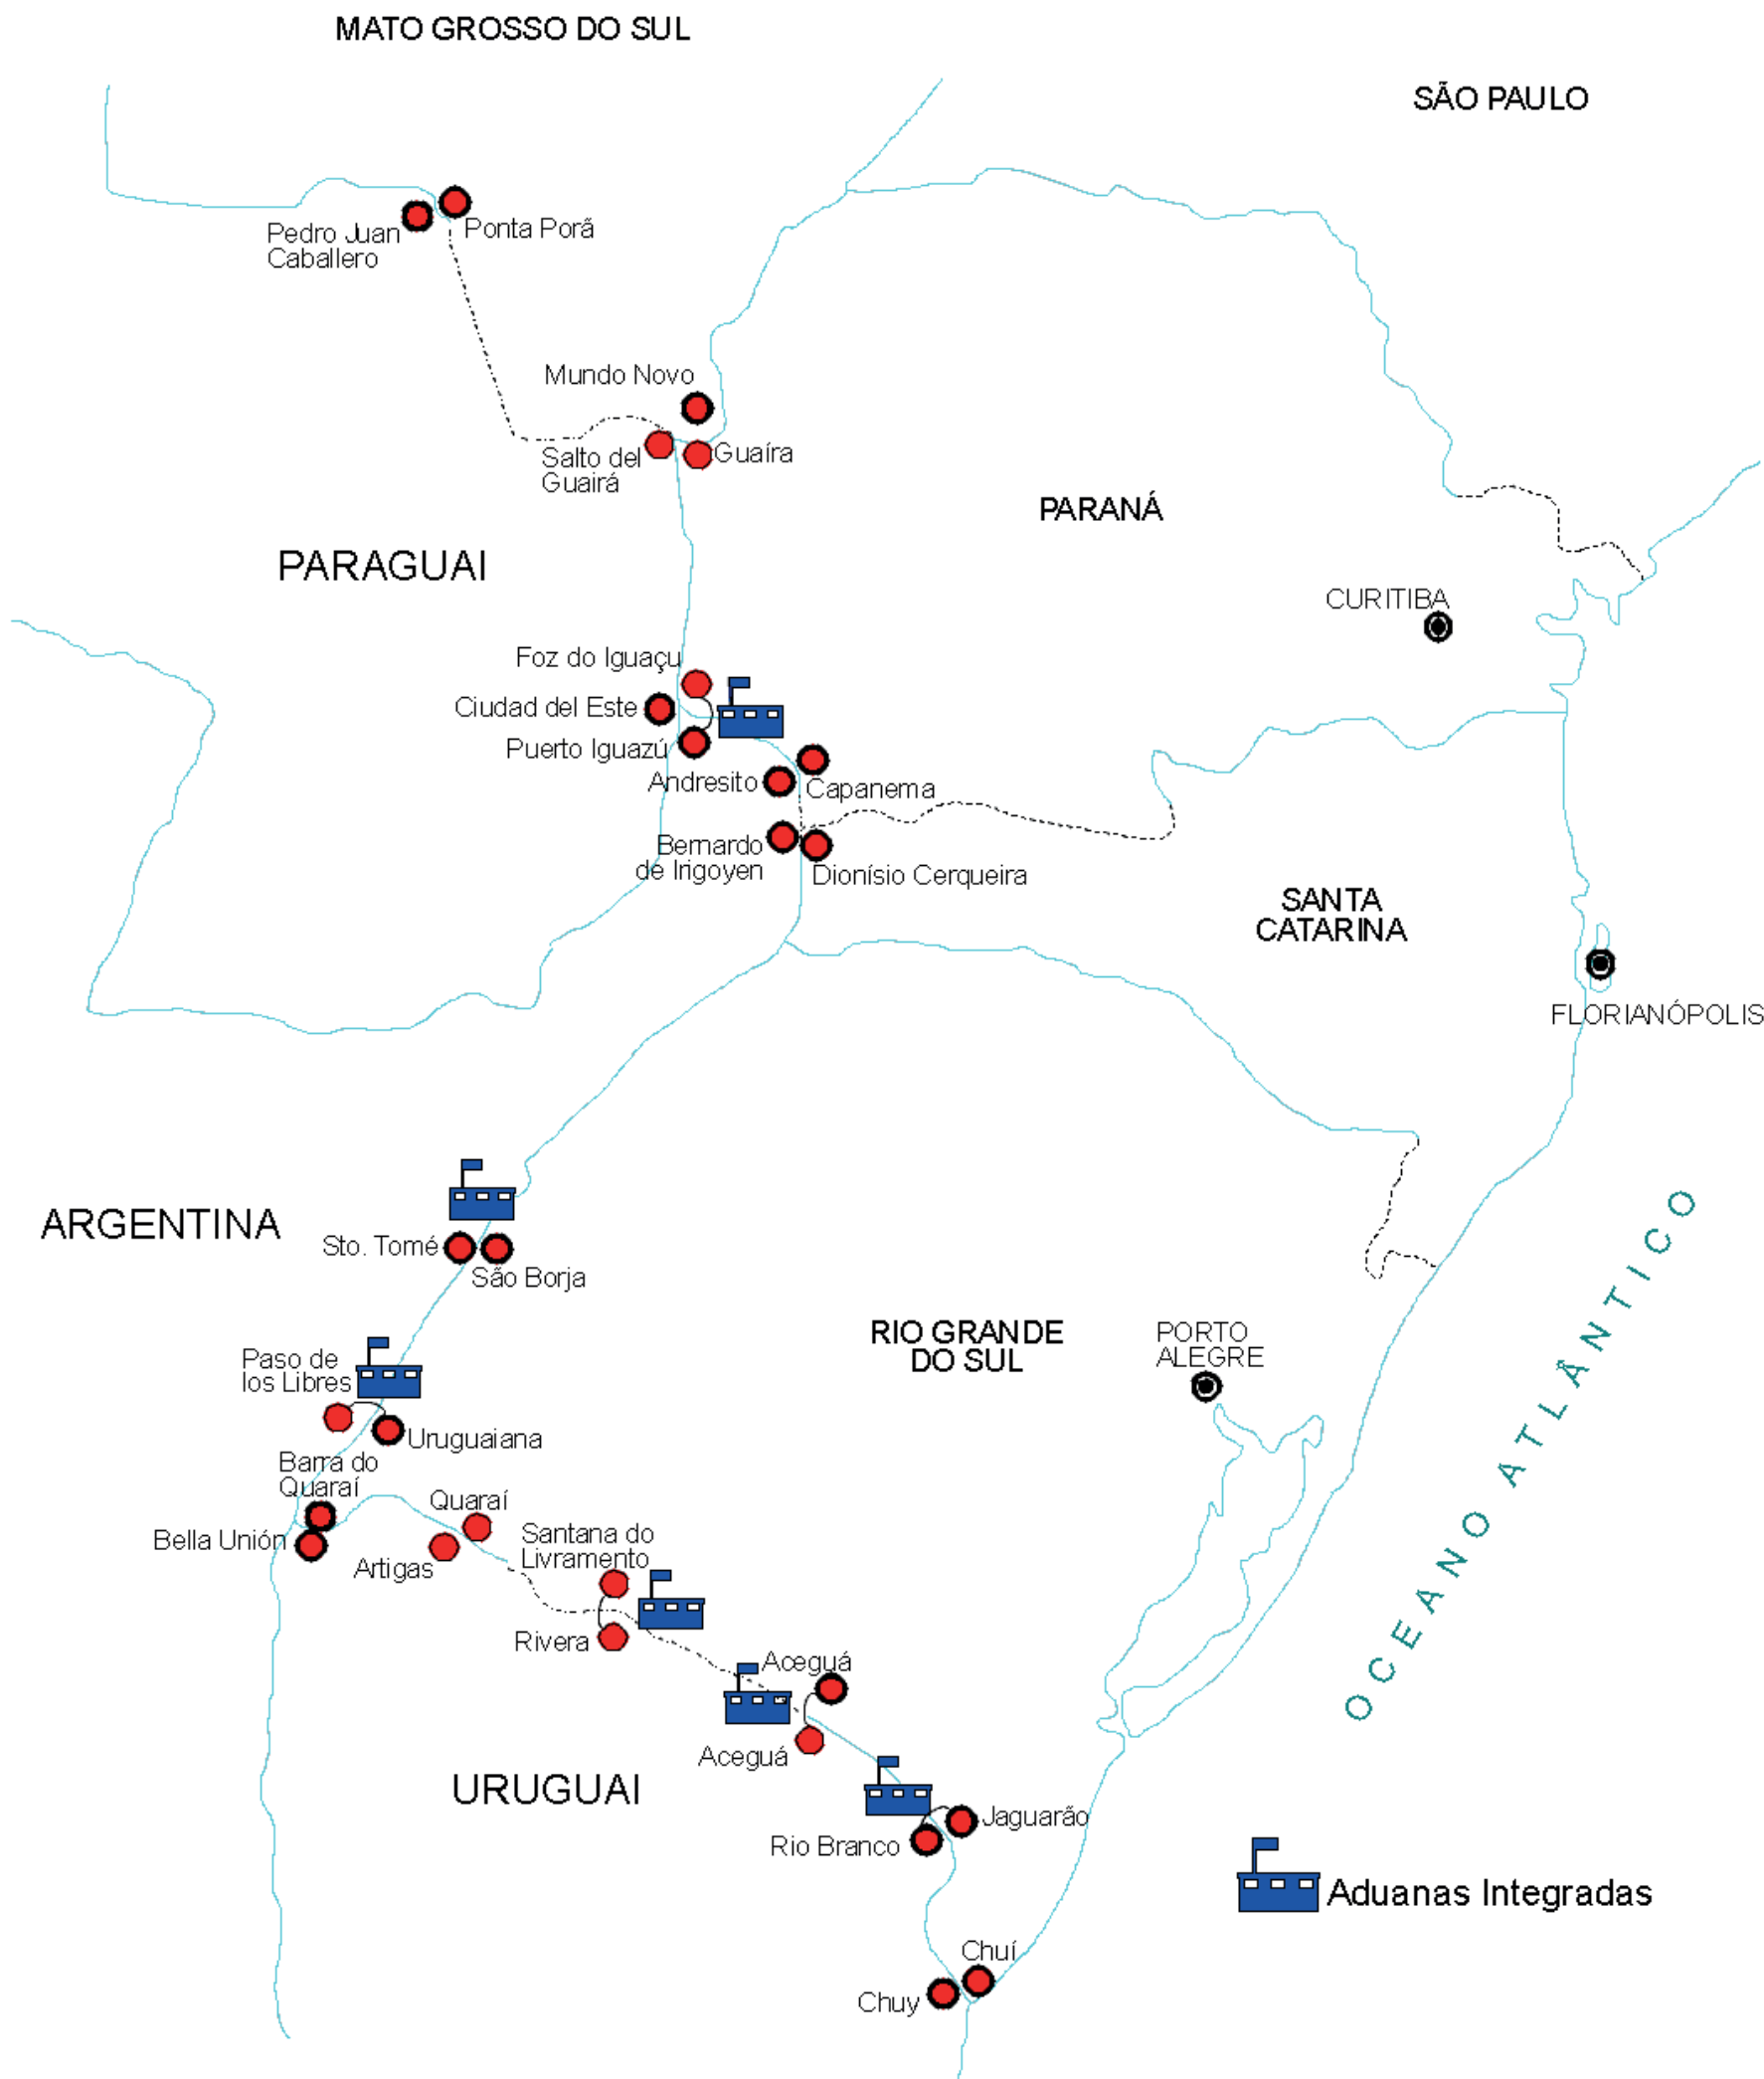 MATO GROSSO DO SUL
SÃO PAULO
Pedro Juan
Caballero
Ponta Porã
Mundo Novo
Salto del
Guairá
Guaíra
PARANÁ
PARAGUAI
CURITIBA
Foz do Iguaçu
Ciudad del Este
Puerto Iguazú
Andresito
Capanema
Bernardo
de Irigoyen
Dionísio Cerqueira
SANTA
CATARINA
FLORIANÓPOLIS
ARGENTINA
Sto. Tomé
São Borja
RIO GRANDE
DO SUL
PORTO
ALEGRE
Paso de
los Libres
Uruguaiana
Barra do
Quaraí
Bella Unión
Quaraí
Artigas
Santana do
Livramento
Rivera
OCEANO ATLÂNTICO
Aceguá
Aceguá
URUGUAI
Jaguarão
Rio Branco
Aduanas Integradas
Chuí
Chuy